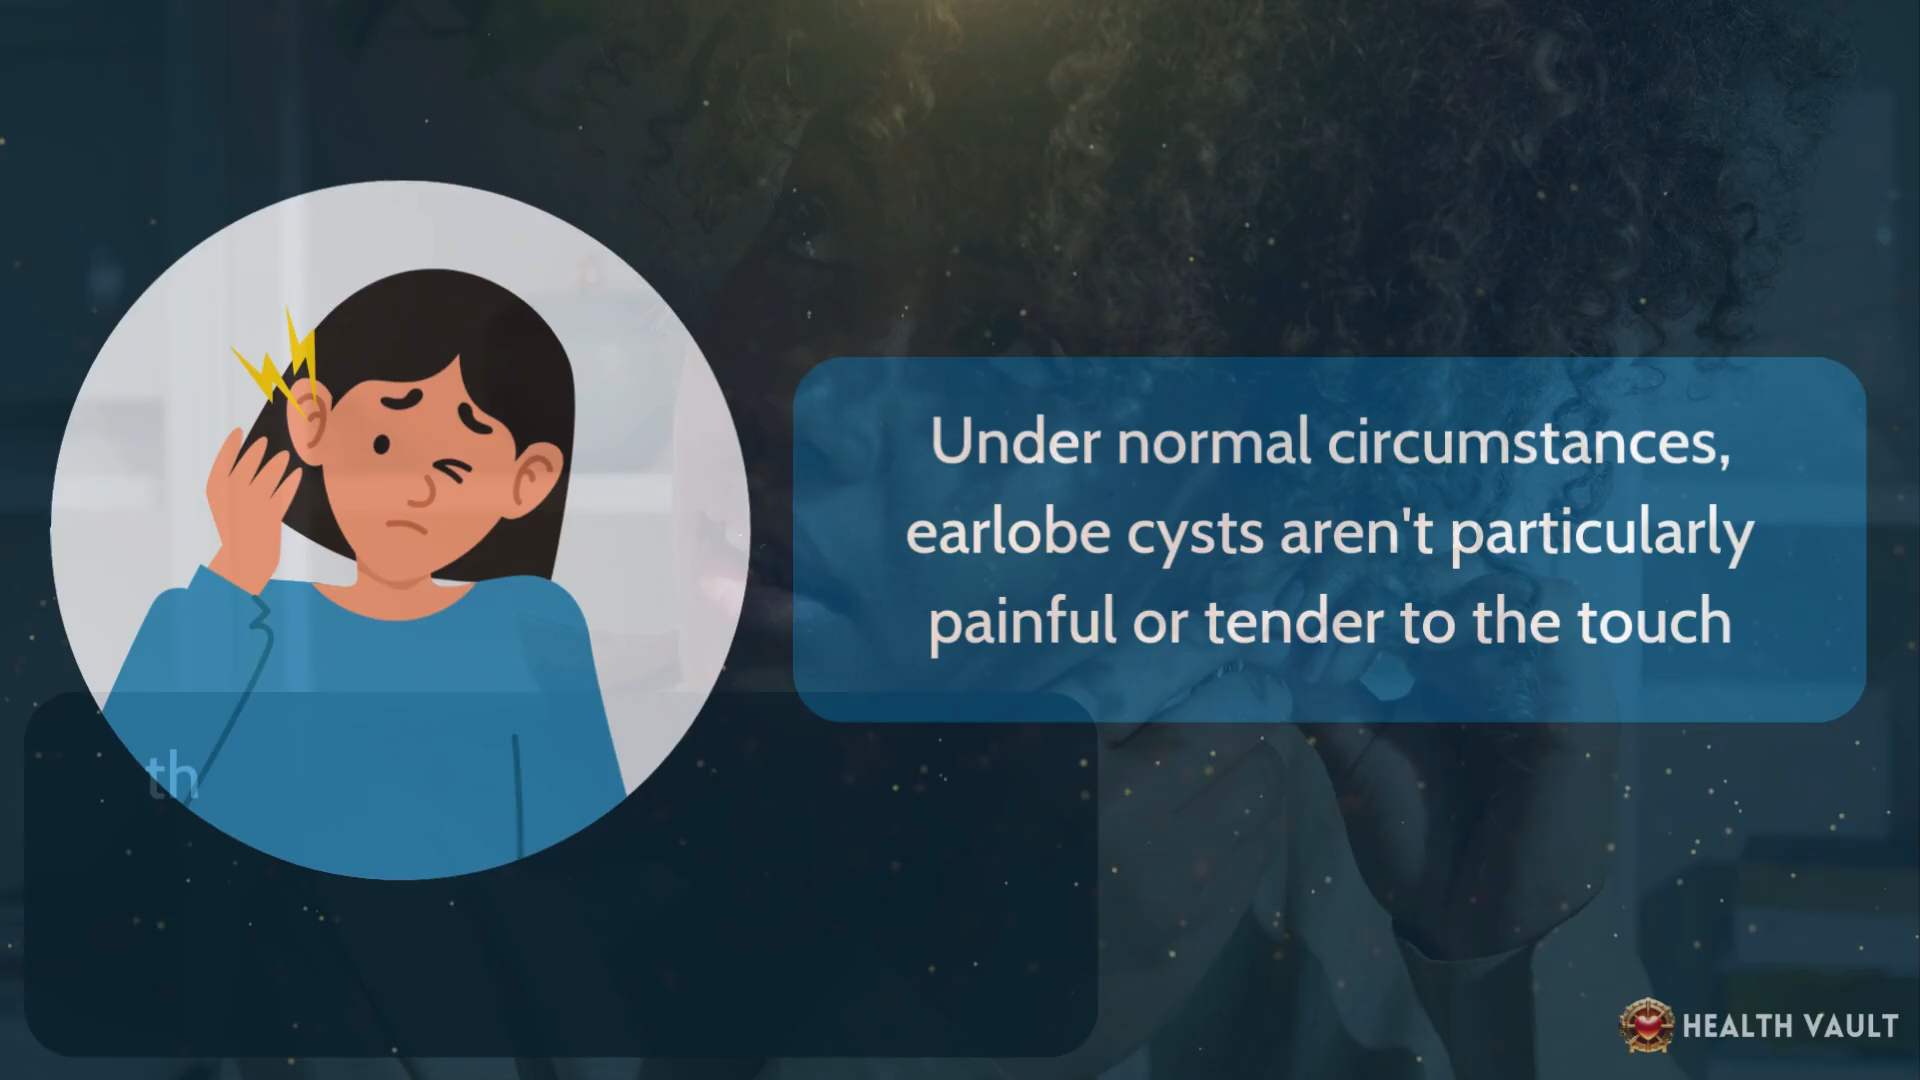 Under normal circumstances,
earlobe cysts aren't particularly
painful or tender to the touch
th
HEALTH VAULT